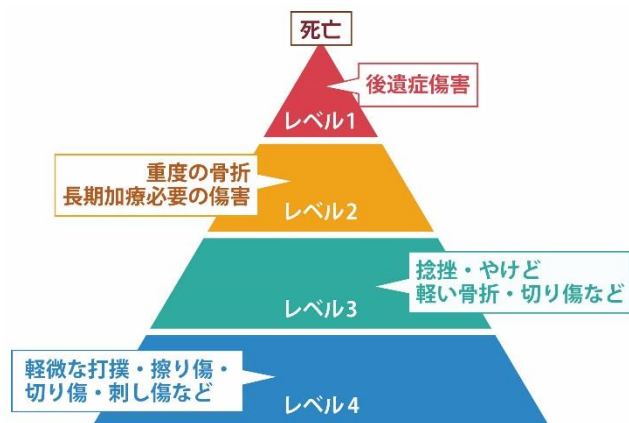 死亡
後遺症傷害
レベル1
重度の骨折
長期加療必要の傷害
レベル2
捻挫・やけど
軽い骨折・切り傷など
レベル3
軽微な打撲・擦り傷・
切り傷・刺し傷など
レベル4